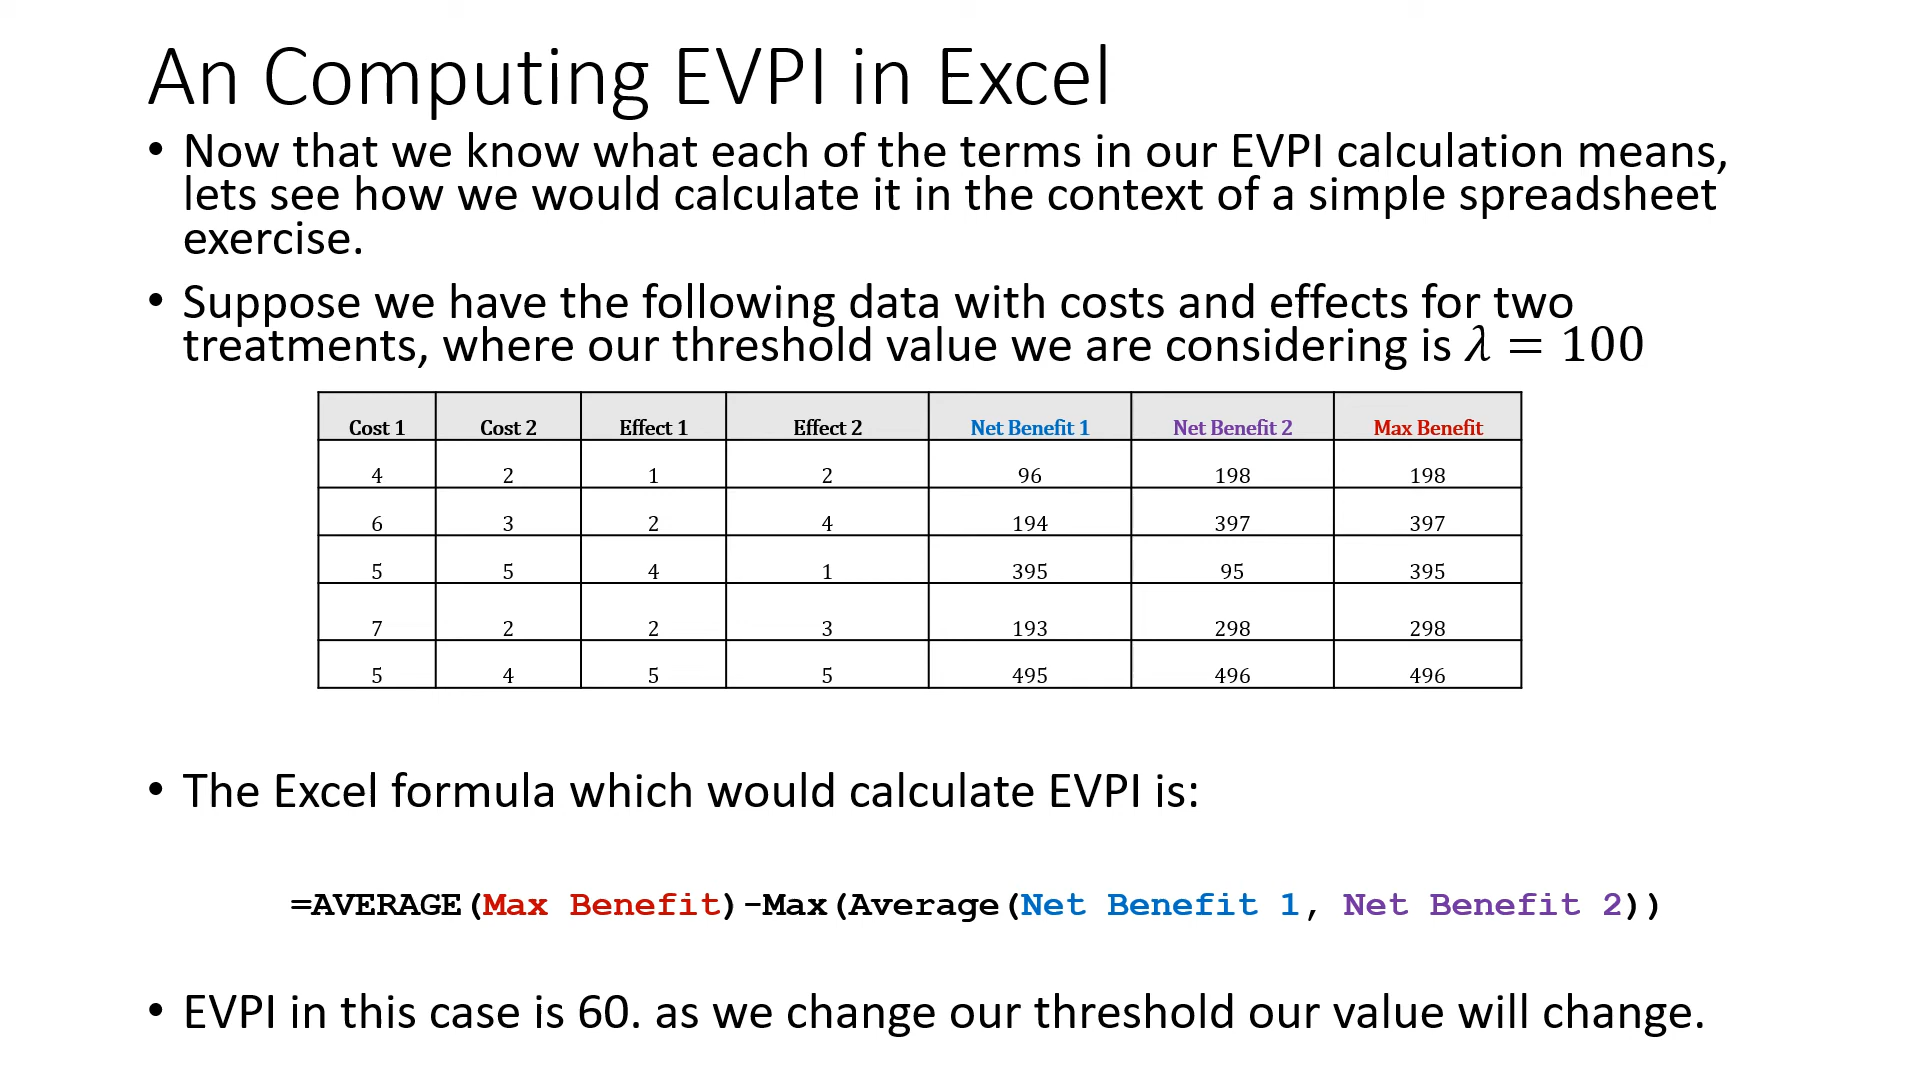 An Computing EVPI in Excel
• Now that we know what each of the terms in our EVPI calculation means,
lets see how we would calculate it in the context of a simple spreadsheet
exercise.
• Suppose we have the following data with costs and effects for two
treatments, where our threshold value we are considering is λ = 100
Cost 1 Cost 2 Effect 1 Effect 2 Net Benefit 1 Net Benefit 2 Max Benefit
4 2 1 2 96 198 198
6 3 2 4 194 397 397
5 5 4 1 395 95 395
7 2 2 3 193 298 298
5 4 5 5 495 496 496
• The Excel formula which would calculate EVPI is:
=AVERAGE(Max Benefit)-Max(Average(Net Benefit 1, Net Benefit 2))
• EVPI in this case is 60. as we change our threshold our value will change.